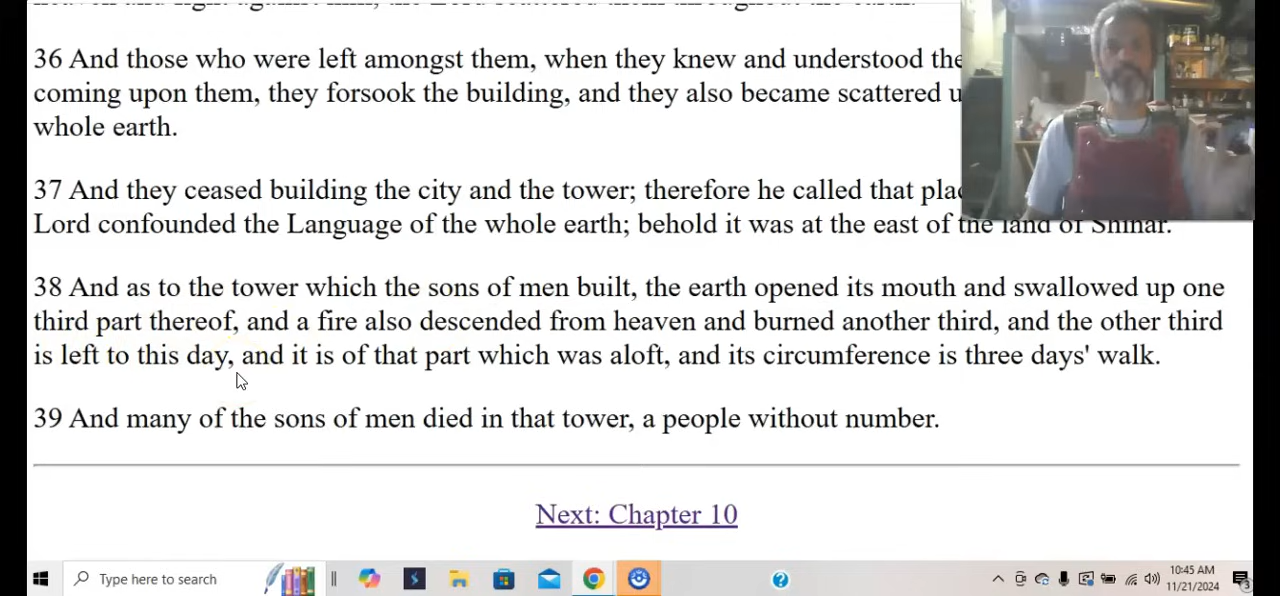 36 And those who were left amongst them, when they knew and understood the
coming upon them, they forsook the building, and they also became scattered u
whole earth.
37 And they ceased building the city and the tower; therefore he called that plac
Lord confounded the Language of the whole earth; behold it was at the east of the land of Shinar.
38 And as to the tower which the sons of men built, the earth opened its mouth and swallowed up one
third part thereof, and a fire also descended from heaven and burned another third, and the other third
is left to this day, and it is of that part which was aloft, and its circumference is three days' walk.
39 And many of the sons of men died in that tower, a people without number.
Next: Chapter 10
Type here to search
10:45 AM
11/21/2024
3